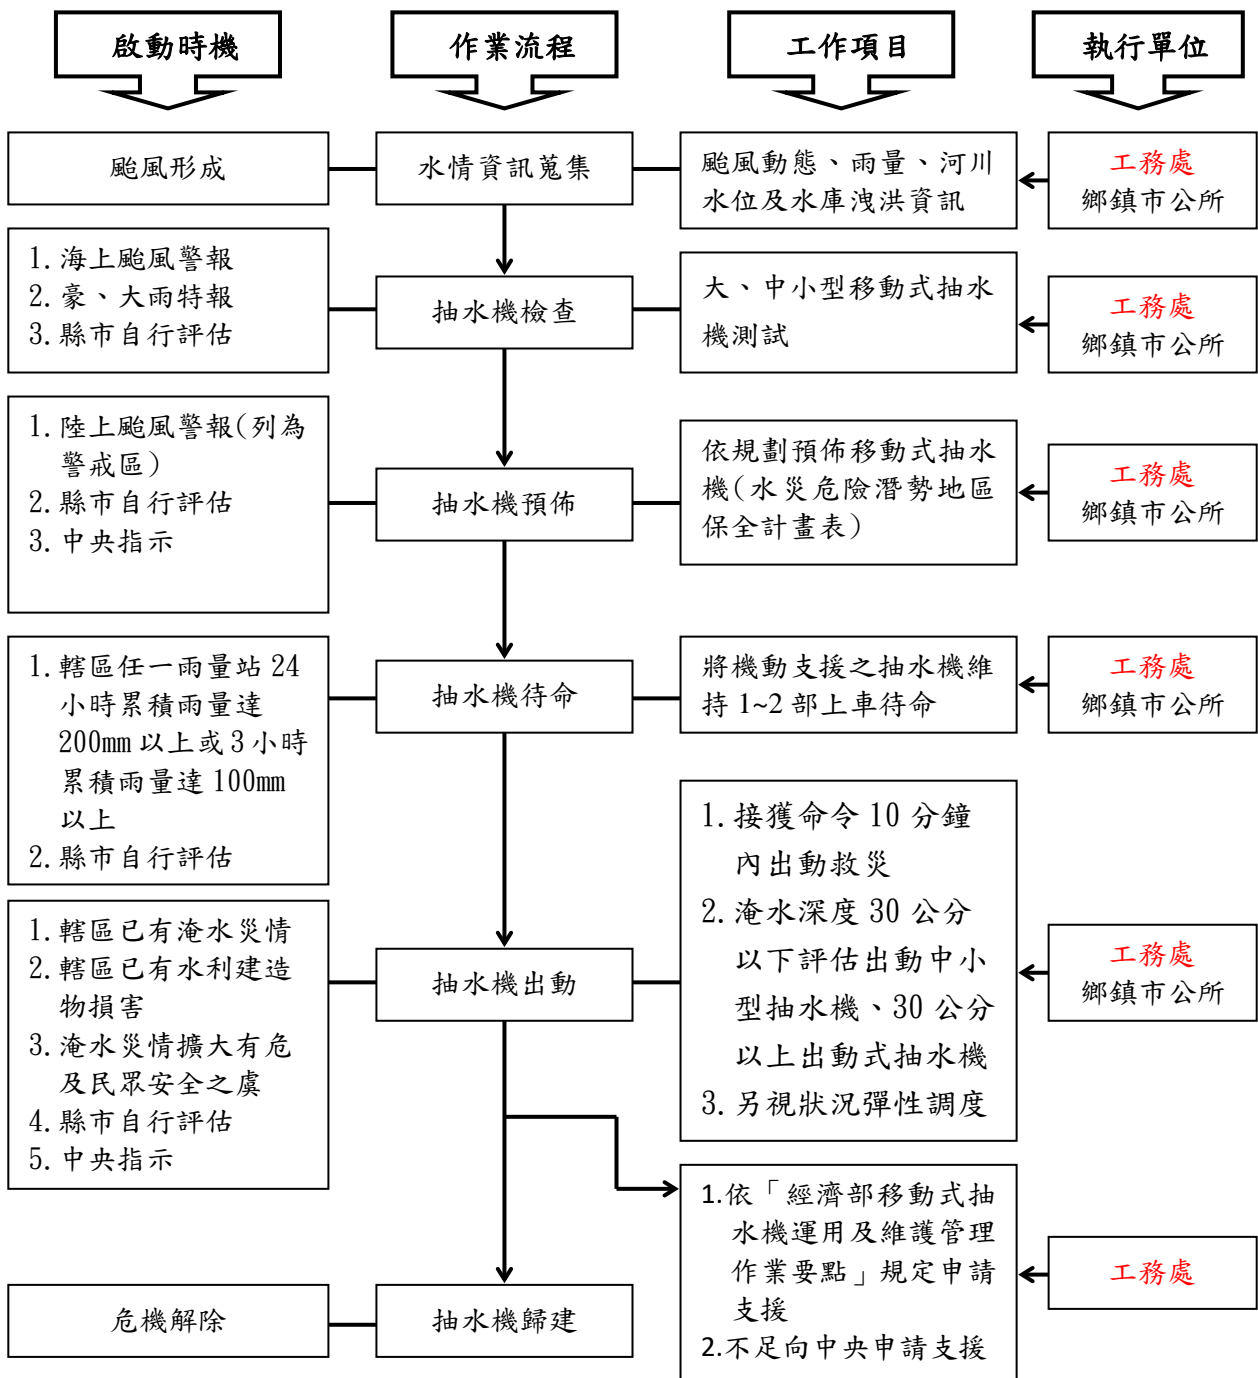 啟動時機
作業流程
工作項目
執行單位
颱風形成
水情資訊蒐集
颱風動態、雨量、河川
水位及水庫洩洪資訊
工務處
鄉鎮市公所
1. 海上颱風警報
2. 豪、大雨特報
3. 縣市自行評估
抽水機檢查
大、中小型移動式抽水
機測試
工務處
鄉鎮市公所
1. 陸上颱風警報(列為
警戒區)
2. 縣市自行評估
3. 中央指示
抽水機預佈
依規劃預佈移動式抽水
機(水災危險潛勢地區
保全計畫表)
工務處
鄉鎮市公所
1. 轄區任一雨量站 24
小時累積雨量達
200mm 以上或 3 小時
累積雨量達 100mm
以上
2. 縣市自行評估
抽水機待命
將機動支援之抽水機維
持 1~2 部上車待命
工務處
鄉鎮市公所
1. 轄區已有淹水災情
2. 轄區已有水利建造
物損害
3. 淹水災情擴大有危
及民眾安全之虞
4. 縣市自行評估
5. 中央指示
抽水機出動
1. 接獲命令 10 分鐘
內出動救災
2. 淹水深度 30 公分
以下評估出動中小
型抽水機、30 公分
以上出動式抽水機
3. 另視狀況彈性調度
工務處
鄉鎮市公所
1.依「經濟部移動式抽
水機運用及維護管理
作業要點」規定申請
支援
2.不足向中央申請支援
工務處
危機解除
抽水機歸建